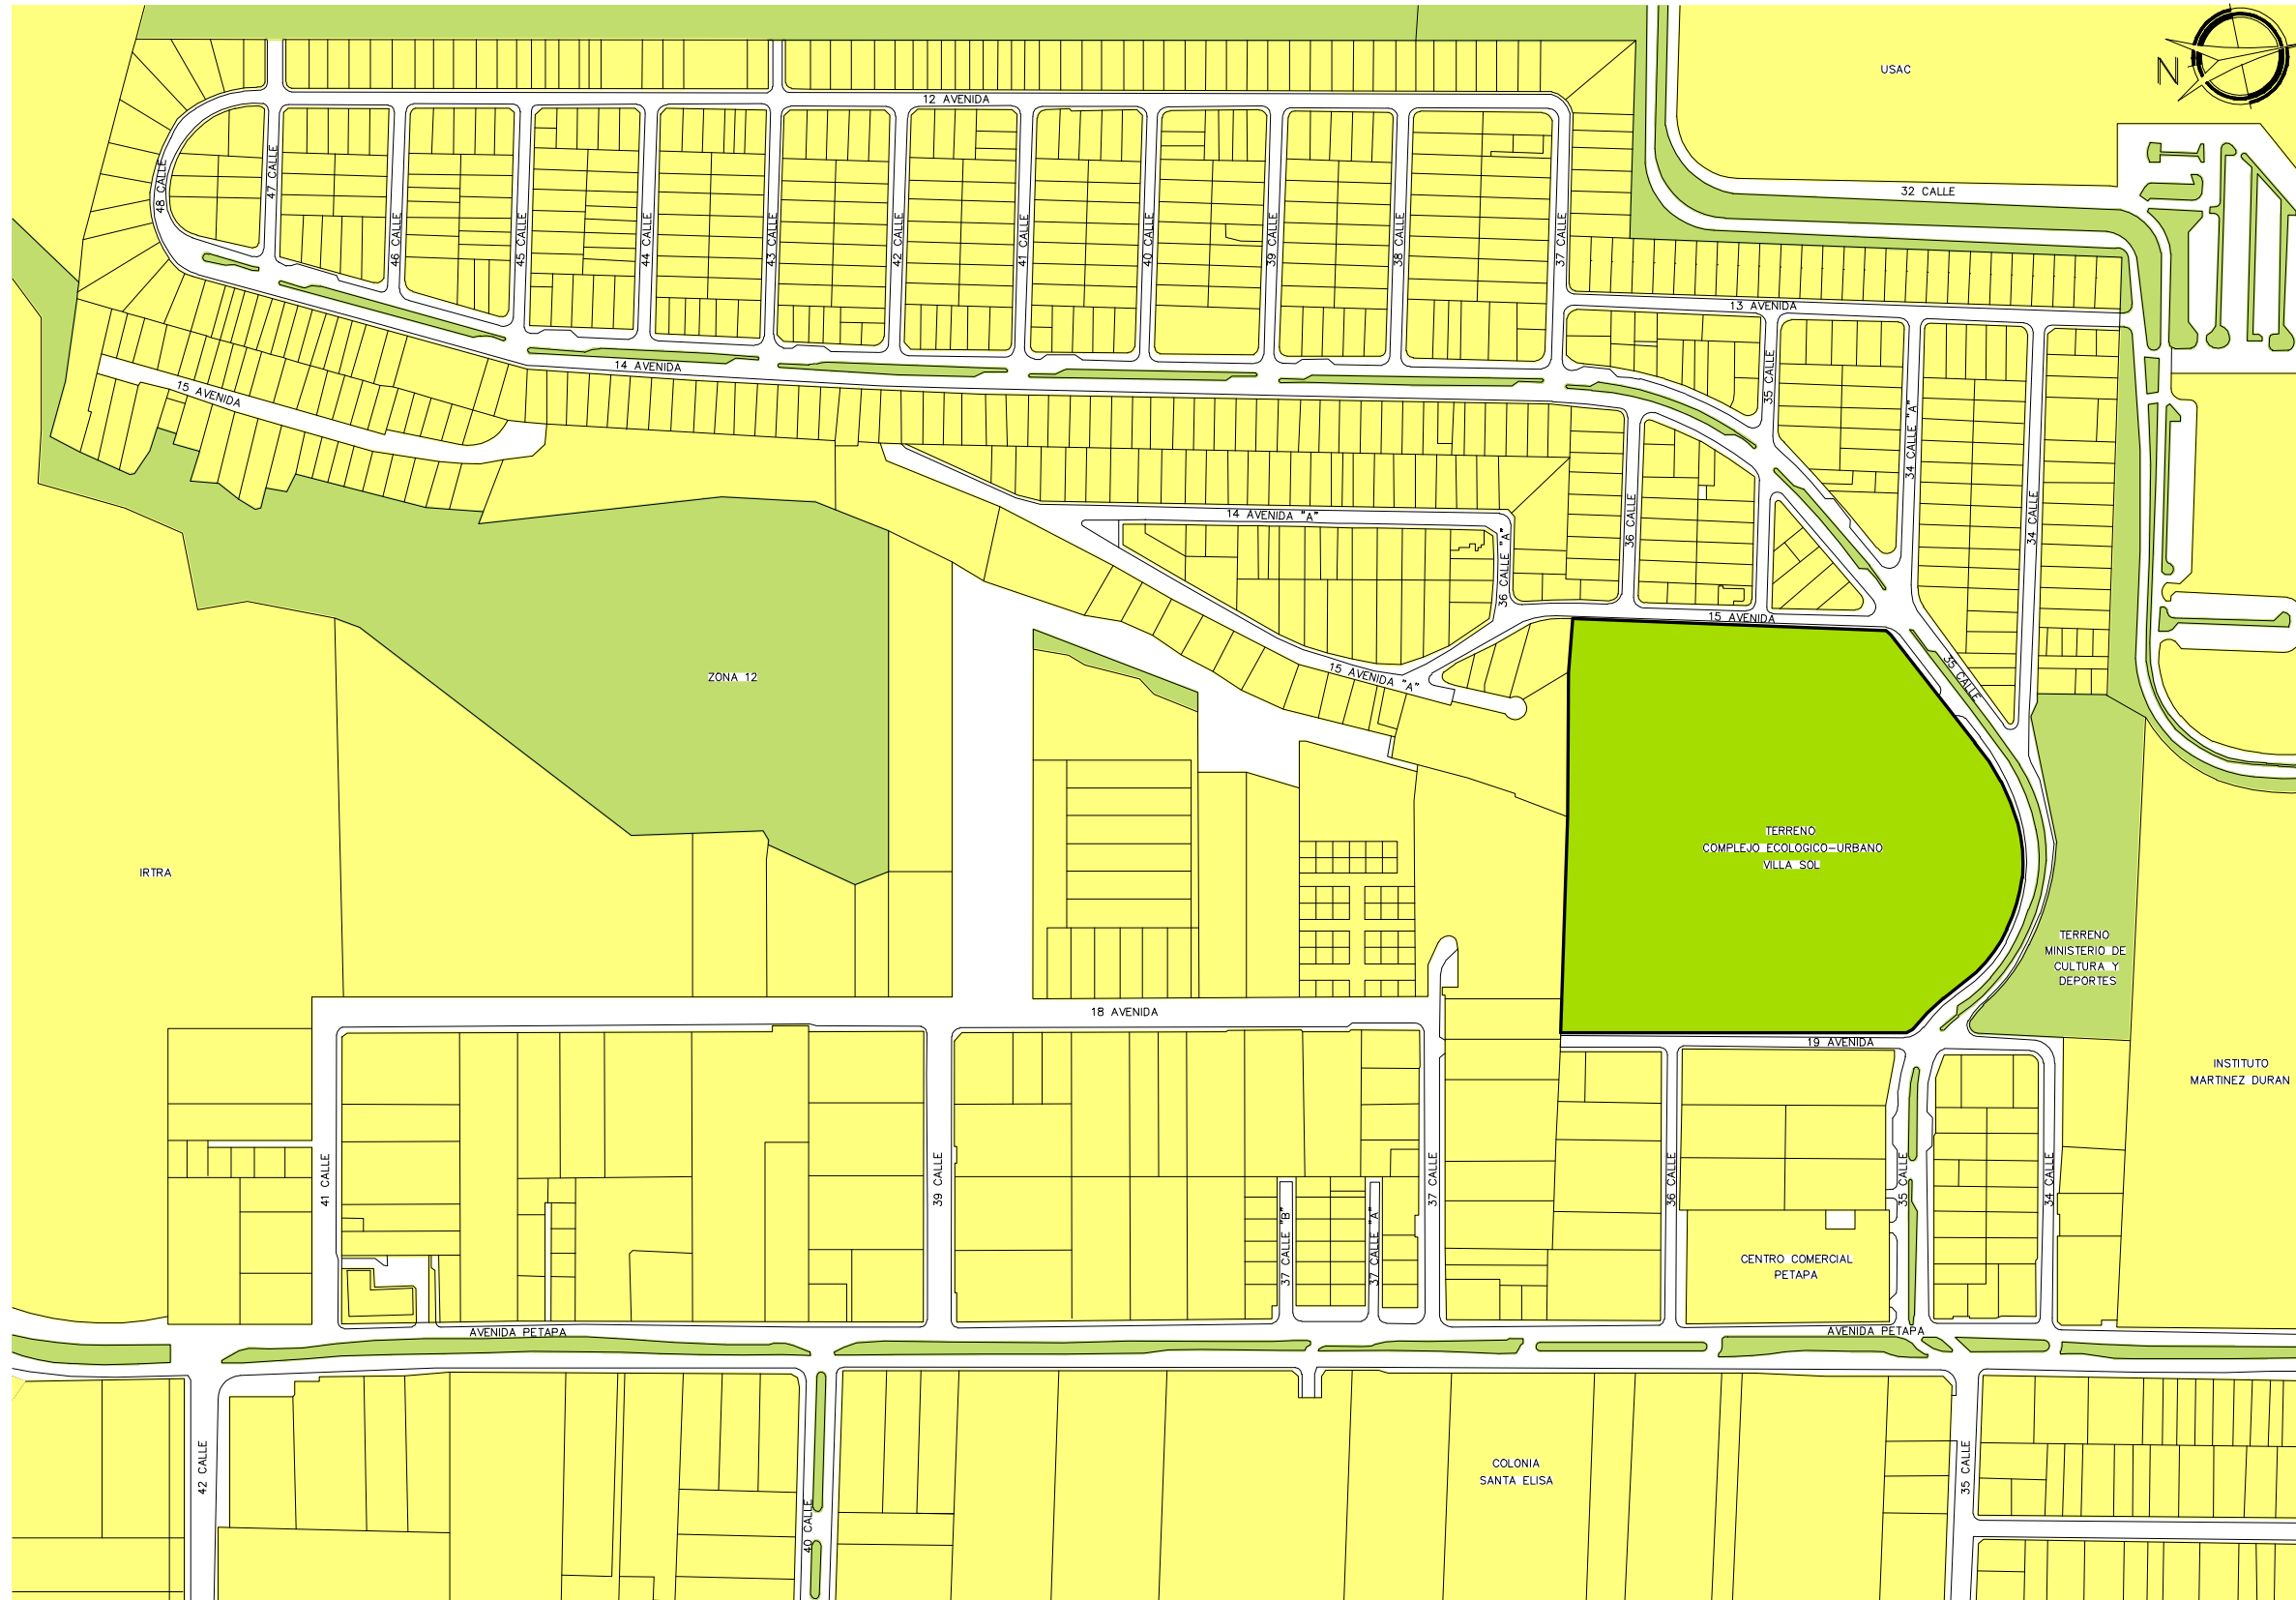 USAC
N
12 AVENIDA
32 CALLE
48 CALLE
47 CALLE
46 CALLE
45 CALLE
44 CALLE
43 CALLE
42 CALLE
41 CALLE
40 CALLE
39 CALLE
38 CALLE
37 CALLE
13 AVENIDA
14 AVENIDA
35 CALLE
15 AVENIDA
34 CALLE "A"
14 AVENIDA "A"
36 CALLE "A"
36 CALLE
34 CALLE
15 AVENIDA
ZONA 12
15 AVENIDA "A"
35 CALLE
IRTRA
TERRENO
COMPLEJO ECOLOGICO-URBANO
VILLA SOL
TERRENO
MINISTERIO DE
CULTURA Y
DEPORTES
18 AVENIDA
19 AVENIDA
INSTITUTO
MARTINEZ DURAN
41 CALLE
39 CALLE
37 CALLE "B"
37 CALLE "A"
37 CALLE
36 CALLE
35 CALLE
34 CALLE
CENTRO COMERCIAL
PETAPA
AVENIDA PETAPA
AVENIDA PETAPA
42 CALLE
40 CALLE
COLONIA
SANTA ELISA
35 CALLE